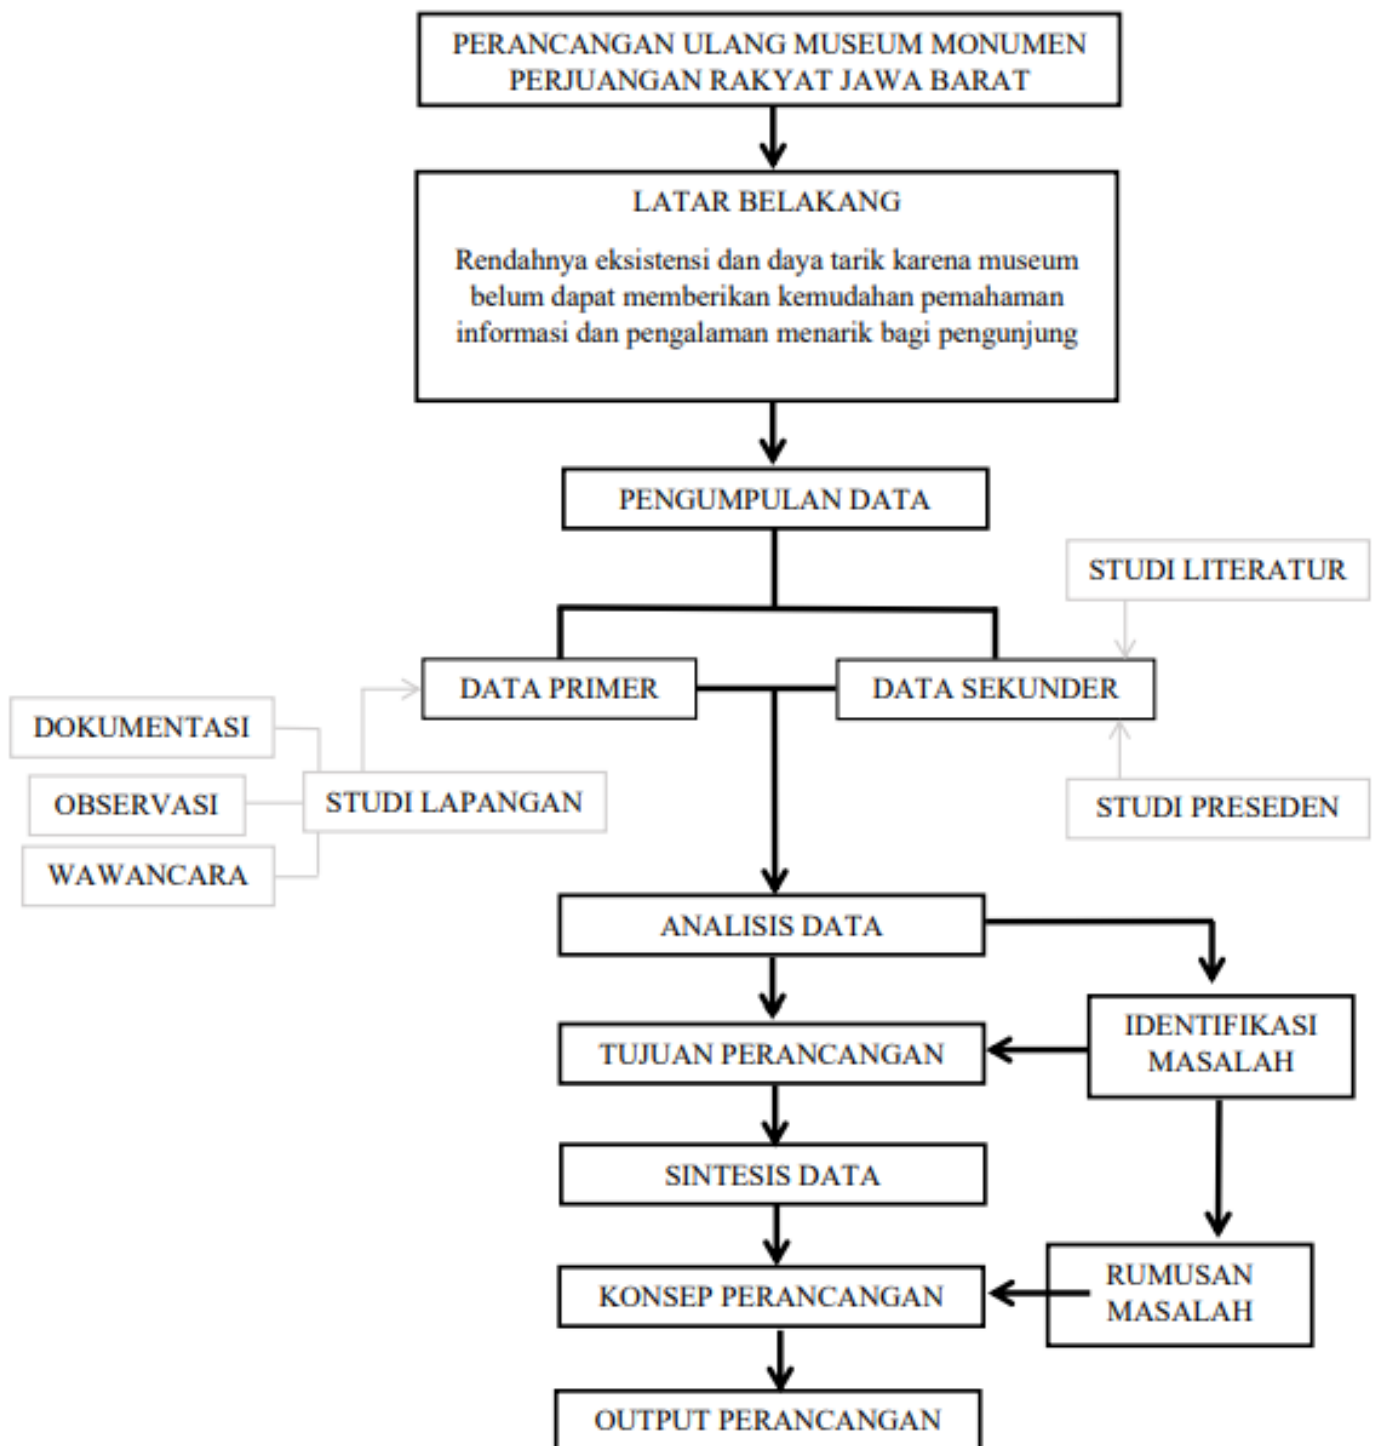 PERANCANGAN ULANG MUSEUM MONUMEN
PERJUANGAN RAKYAT JAWA BARAT
LATAR BELAKANG
Rendahnya eksistensi dan daya tarik karena museum
belum dapat memberikan kemudahan pemahaman
informasi dan pengalaman menarik bagi pengunjung
PENGUMPULAN DATA
STUDI LITERATUR
DATA PRIMER
DATA SEKUNDER
DOKUMENTASI
OBSERVASI
STUDI LAPANGAN
WAWANCARA
STUDI PRESEDEN
ANALISIS DATA
IDENTIFIKASI
MASALAH
TUJUAN PERANCANGAN
SINTESIS DATA
RUMUSAN
MASALAH
KONSEP PERANCANGAN
OUTPUT PERANCANGAN